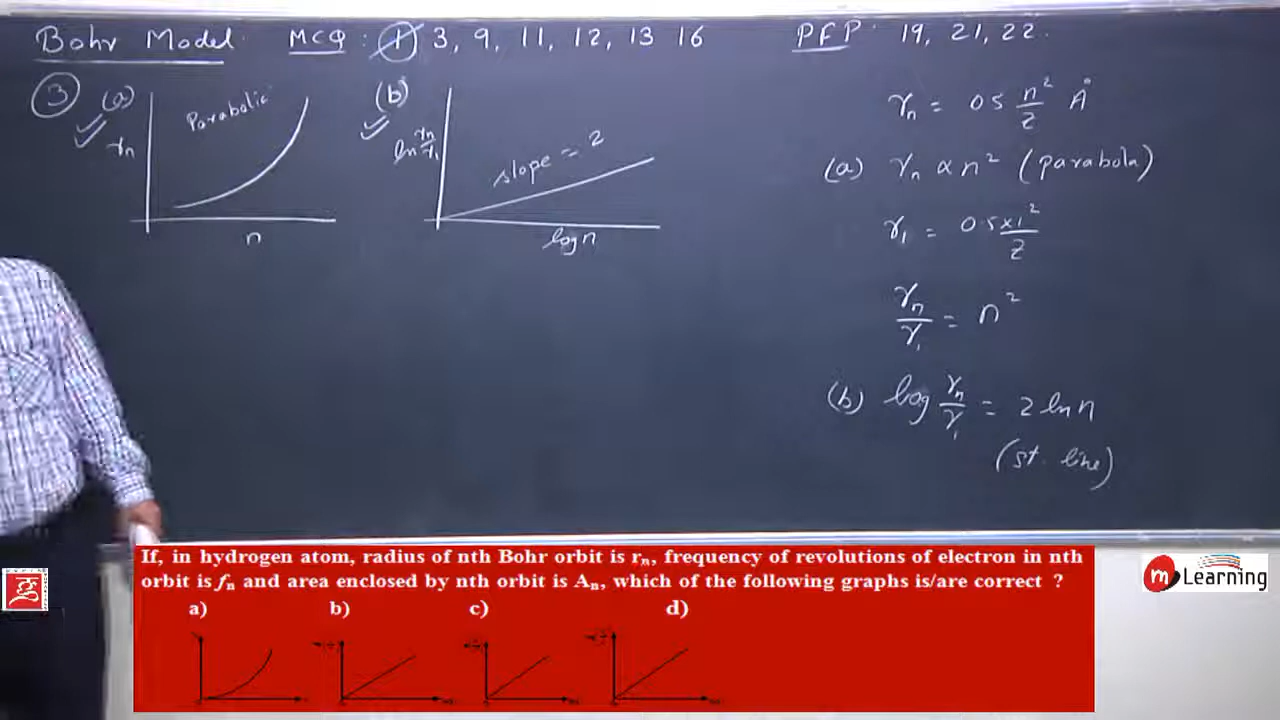 Bohr Model. MCQ : 1 3, 9, 11, 12, 13 16 PFP : 19, 21, 22.
3 (a) rn Parabolic n
(b) ln rn/r1 slope = 2 log n
rn = 0.5 n²/Z Å
(a) rn ∝ n² (parabola)
r1 = 0.5×1²/Z
rn/r1 = n²
(b) log rn/r1 = 2 ln n
(st. line)
If, in hydrogen atom, radius of nth Bohr orbit is rn, frequency of revolutions of electron in nth
orbit is fn and area enclosed by nth orbit is An, which of the following graphs is/are correct ?
a) b) c) d)
m Learning